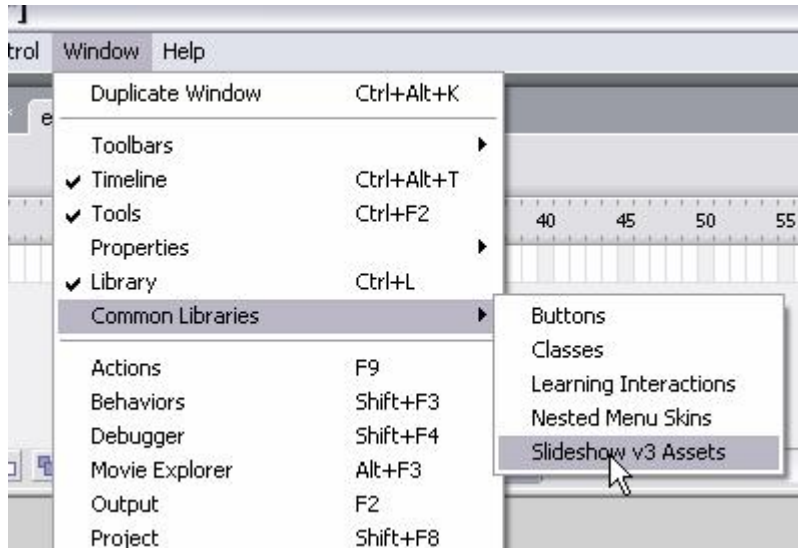 trol Window Help
Duplicate Window Ctrl+Alt+K
e
Toolbars
Timeline Ctrl+Alt+T
Tools Ctrl+F2
40 45 50 55
Properties
Library Ctrl+L
Common Libraries
Buttons
Classes
Learning Interactions
Nested Menu Skins
Slideshow v3 Assets
Actions F9
Behaviors Shift+F3
Debugger Shift+F4
Movie Explorer Alt+F3
Output F2
Project Shift+F8